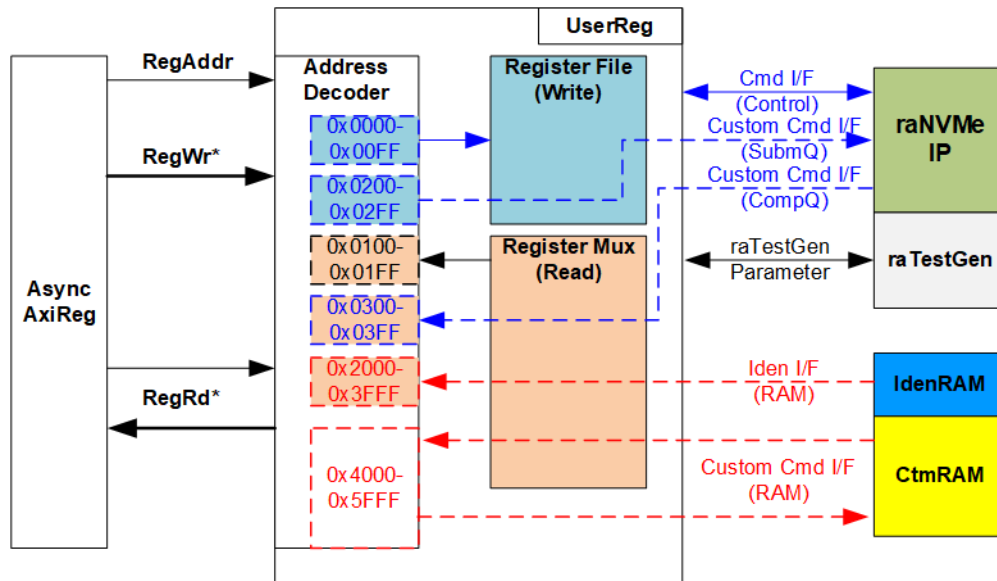 UserReg
RegAddr
RegWr*
Async
AxiReg
RegRd*
Address
Decoder
0x0000-
0x00FF
0x0200-
0x02FF
0x0100-
0x01FF
0x0300-
0x03FF
0x2000-
0x3FFF
0x4000-
0x5FFF
Register File
(Write)
Register Mux
(Read)
Cmd I/F
(Control)
Custom Cmd I/F
(SubmQ)
Custom Cmd I/F
(CompQ)
raTestGen
Parameter
Iden I/F
(RAM)
Custom Cmd I/F
(RAM)
raNVMe
IP
raTestGen
IdenRAM
CtmRAM